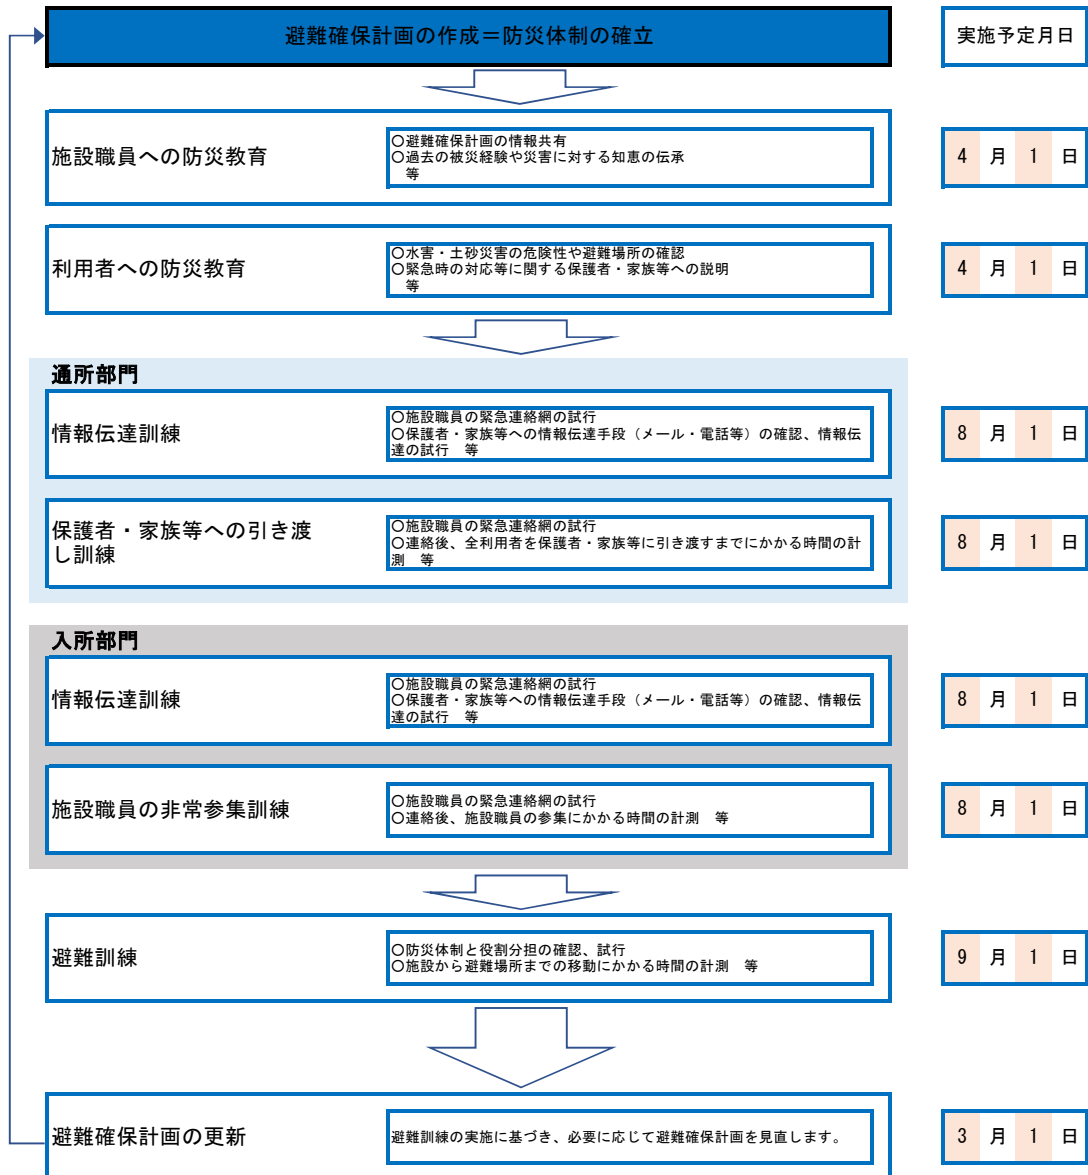 避難確保計画の作成＝防災体制の確立
実施予定月日
施設職員への防災教育
〇避難確保計画の情報共有
〇過去の被災経験や災害に対する知恵の伝承
等
4 月 1 日
利用者への防災教育
〇水害・土砂災害の危険性や避難場所の確認
〇緊急時の対応等に関する保護者・家族等への説明
等
4 月 1 日
通所部門
情報伝達訓練
〇施設職員の緊急連絡網の試行
〇保護者・家族等への情報伝達手段（メール・電話等）の確認、情報伝
達の試行　等
8 月 1 日
保護者・家族等への引き渡
し訓練
〇施設職員の緊急連絡網の試行
〇連絡後、全利用者を保護者・家族等に引き渡すまでにかかる時間の計
測　等
8 月 1 日
入所部門
情報伝達訓練
〇施設職員の緊急連絡網の試行
〇保護者・家族等への情報伝達手段（メール・電話等）の確認、情報伝
達の試行　等
8 月 1 日
施設職員の非常参集訓練
〇施設職員の緊急連絡網の試行
〇連絡後、施設職員の参集にかかる時間の計測　等
8 月 1 日
避難訓練
〇防災体制と役割分担の確認、試行
〇施設から避難場所までの移動にかかる時間の計測　等
9 月 1 日
避難確保計画の更新
避難訓練の実施に基づき、必要に応じて避難確保計画を見直します。
3 月 1 日